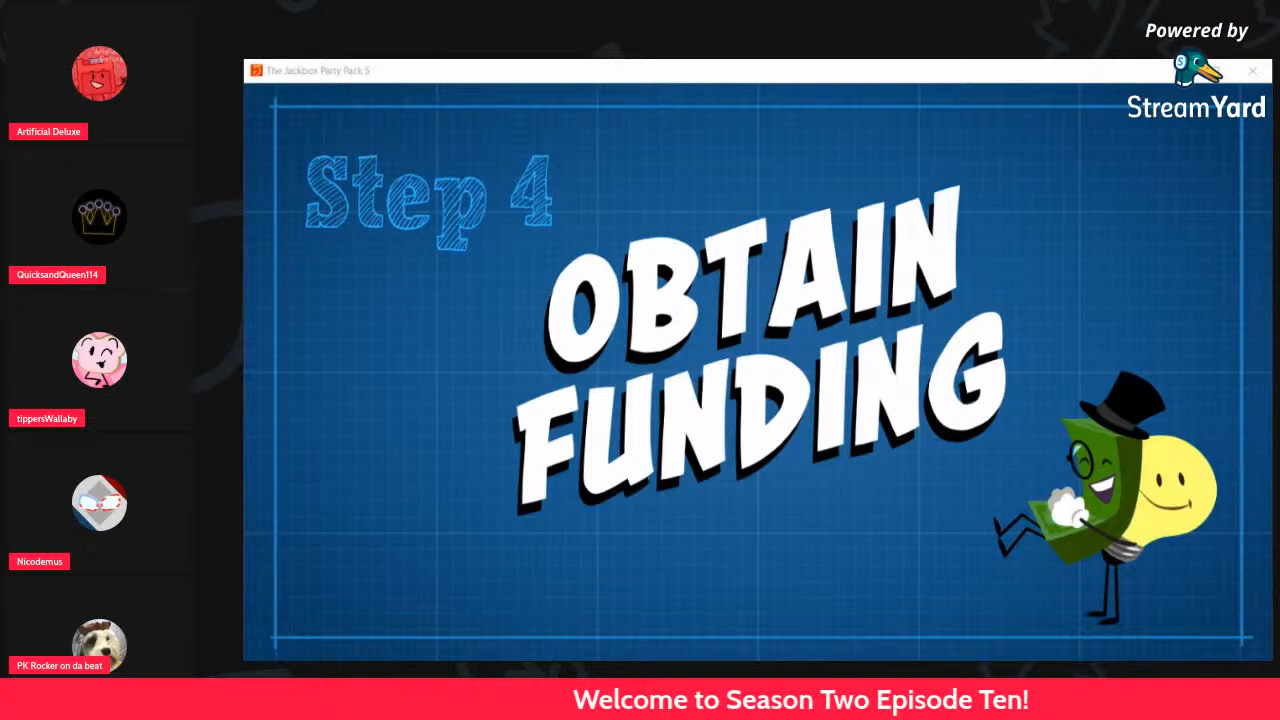 Powered by
StreamYard
The Jackbox Party Pack 5
Step 4
OBTAIN
FUNDING
Artificial Deluxe
QuicksandQueen114
tippersWallaby
Nicodemus
PK Rocker on da beat
Welcome to Season Two Episode Ten!